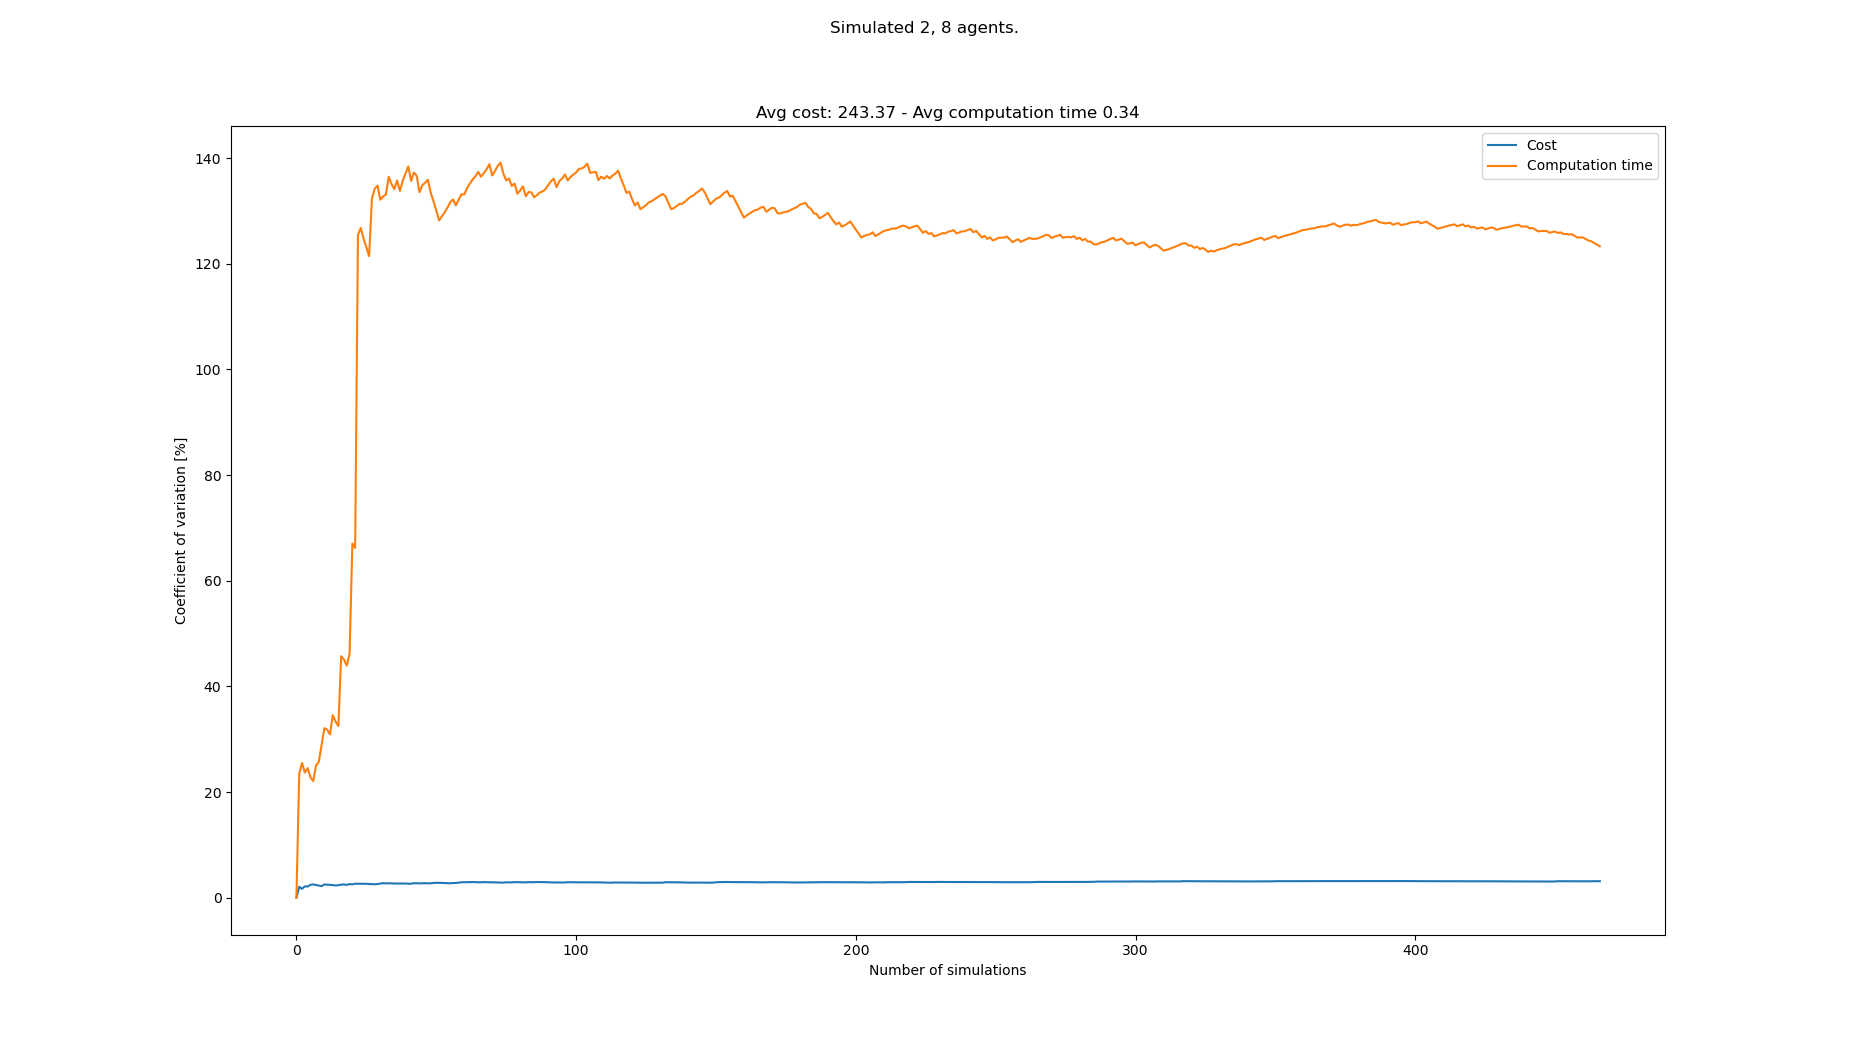 Simulated 2, 8 agents.
Avg cost: 243.37 - Avg computation time 0.34
Cost
Computation time
140
120
100
80
60
40
20
0
Coefficient of variation [%]
0 100 200 300 400
Number of simulations